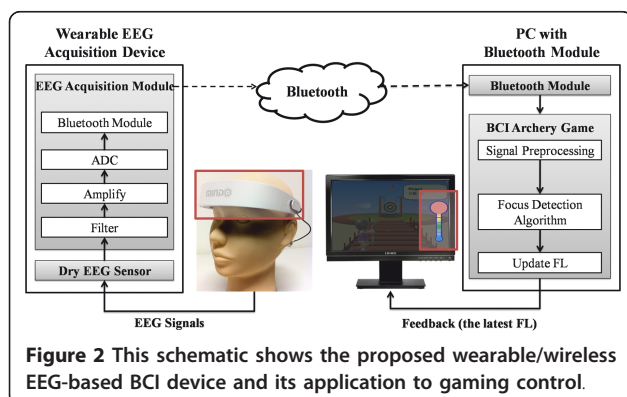 Wearable EEG
Acquisition Device
PC with
Bluetooth Module
EEG Acquisition Module
Bluetooth Module
ADC
Amplify
Filter
Dry EEG Sensor
Bluetooth
Bluetooth Module
BCI Archery Game
Signal Preprocessing
Focus Detection
Algorithm
Update FL
EEG Signals
Feedback (the latest FL)
Figure 2 This schematic shows the proposed wearable/wireless
EEG-based BCI device and its application to gaming control.